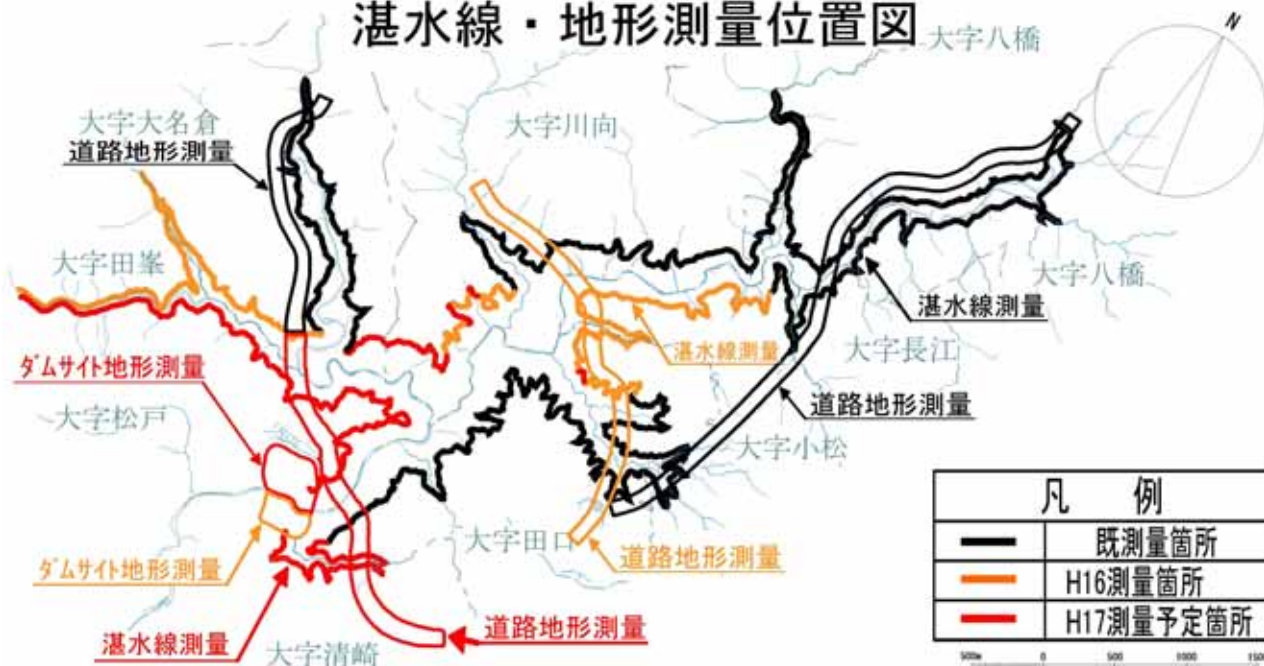 湛水線・地形測量位置図
N
大字八橋
大字大名倉
道路地形測量
大字川向
大字田峯
大字八橋
湛水線測量
湛水線測量
大字長江
ダムサイト地形測量
道路地形測量
大字松戸
大字小松
大字田口
道路地形測量
ダムサイト地形測量
道路地形測量
湛水線測量
大字清崎
凡 例
既測量箇所
H16測量箇所
H17測量予定箇所
500m 0 500 1000 1500